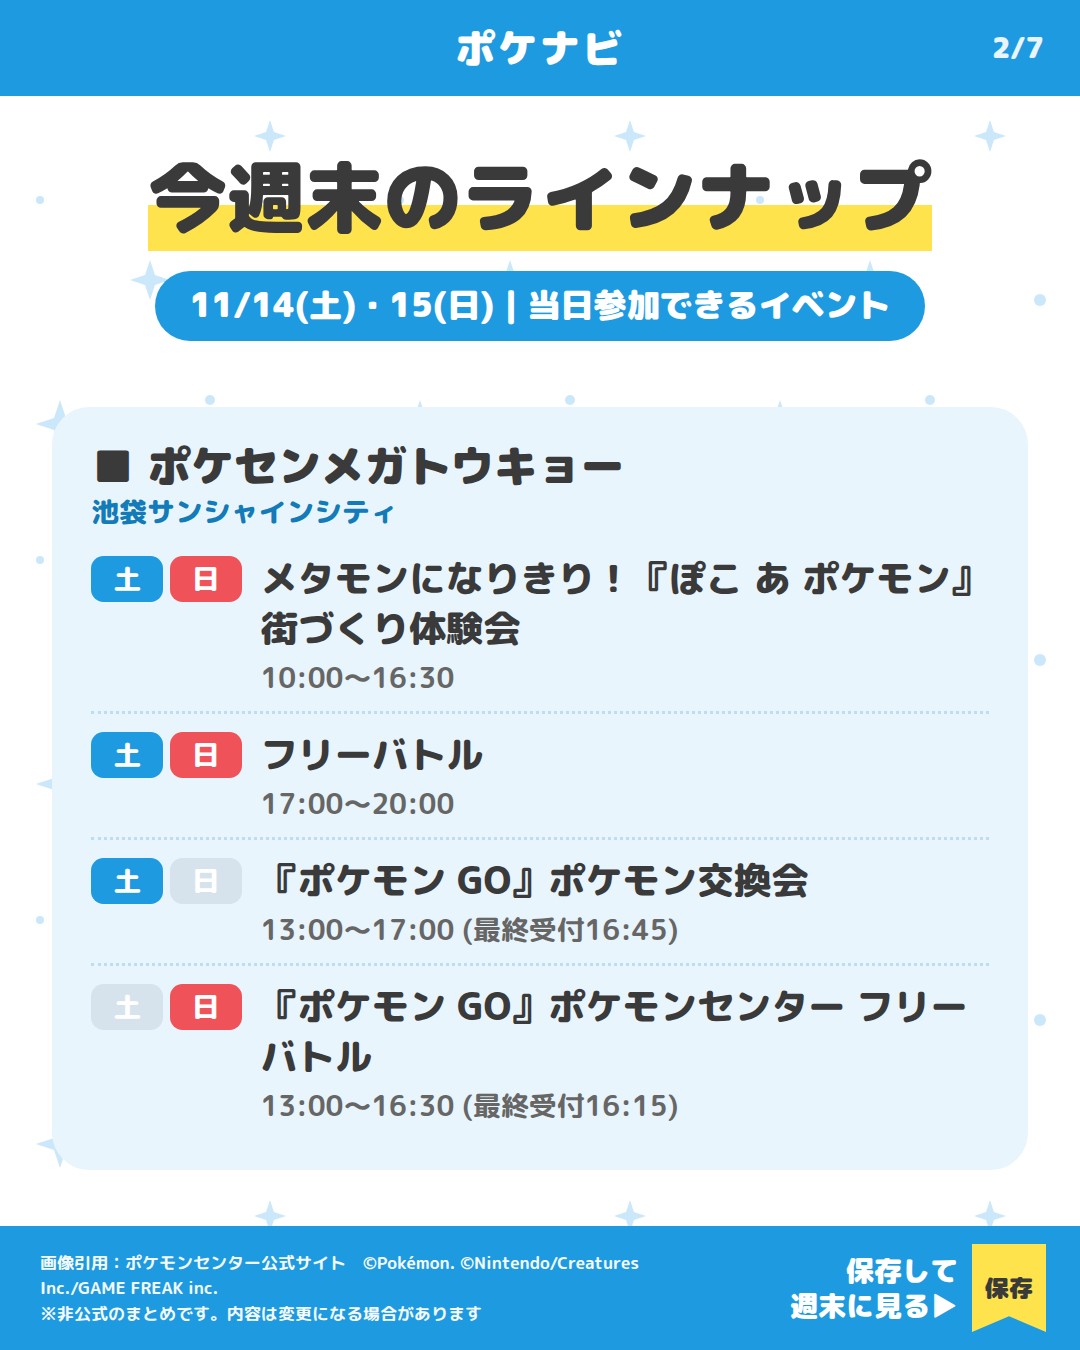 ポケナビ
2/7
今週末のラインナップ
11/14(土)・15(日) | 当日参加できるイベント
■ ポケセンメガトウキョー
池袋サンシャインシティ
土 日 メタモンになりきり！『ぽこ あ ポケモン』
街づくり体験会
10:00〜16:30
土 日 フリーバトル
17:00〜20:00
土 日 『ポケモン GO』ポケモン交換会
13:00〜17:00 (最終受付16:45)
土 日 『ポケモン GO』ポケモンセンター フリー
バトル
13:00〜16:30 (最終受付16:15)
画像引用：ポケモンセンター公式サイト　©Pokémon. ©Nintendo/Creatures
Inc./GAME FREAK inc.
※非公式のまとめです。内容は変更になる場合があります
保存して
週末に見る▶
保存